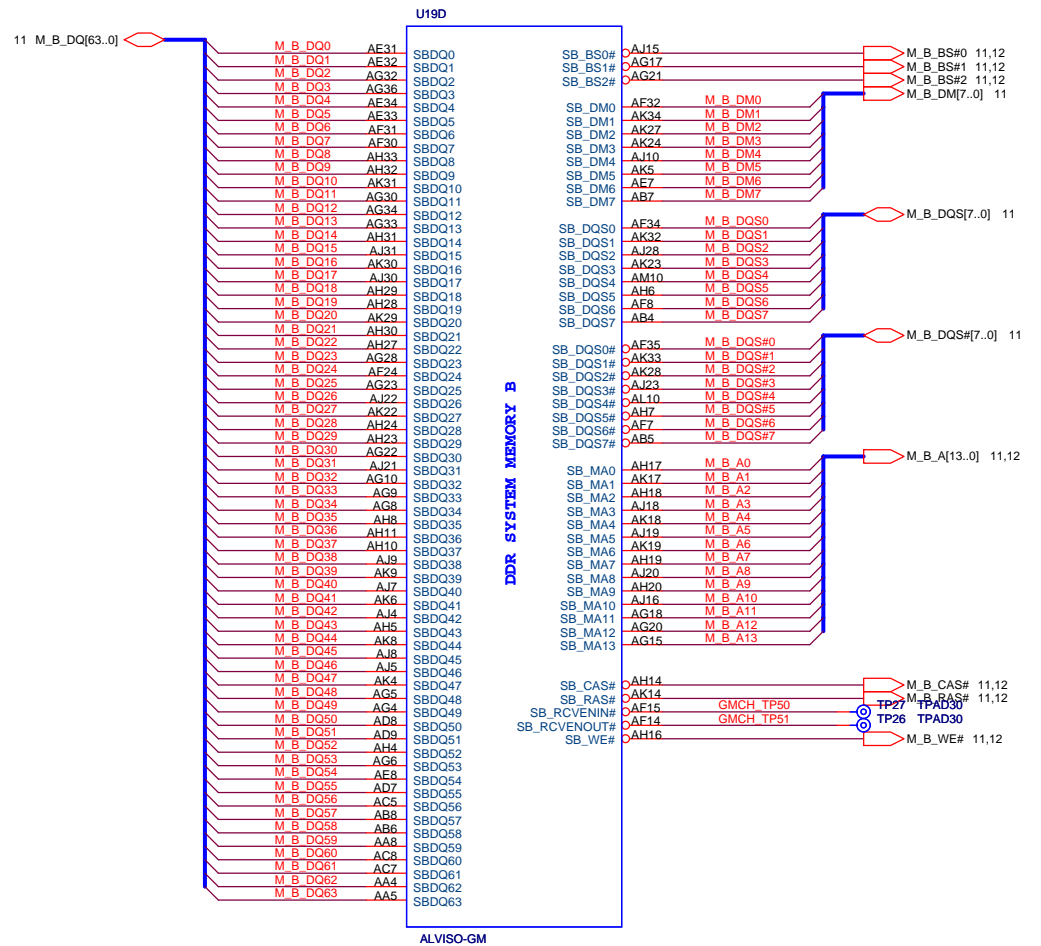 U19D
11 M_B_DQ[63..0]
M_B_DQ0 AE31 SBDQ0
M_B_DQ1 AE32 SBDQ1
M_B_DQ2 AG32 SBDQ2
M_B_DQ3 AG36 SBDQ3
M_B_DQ4 AE34 SBDQ4
M_B_DQ5 AE33 SBDQ5
M_B_DQ6 AF31 SBDQ6
M_B_DQ7 AF30 SBDQ7
M_B_DQ8 AH33 SBDQ8
M_B_DQ9 AH32 SBDQ9
M_B_DQ10 AK31 SBDQ10
M_B_DQ11 AG30 SBDQ11
M_B_DQ12 AG34 SBDQ12
M_B_DQ13 AG33 SBDQ13
M_B_DQ14 AH31 SBDQ14
M_B_DQ15 AJ31 SBDQ15
M_B_DQ16 AK30 SBDQ16
M_B_DQ17 AJ30 SBDQ17
M_B_DQ18 AH29 SBDQ18
M_B_DQ19 AH28 SBDQ19
M_B_DQ20 AK29 SBDQ20
M_B_DQ21 AH30 SBDQ21
M_B_DQ22 AH27 SBDQ22
M_B_DQ23 AG28 SBDQ23
M_B_DQ24 AF24 SBDQ24
M_B_DQ25 AG23 SBDQ25
M_B_DQ26 AJ22 SBDQ26
M_B_DQ27 AK22 SBDQ27
M_B_DQ28 AH24 SBDQ28
M_B_DQ29 AH23 SBDQ29
M_B_DQ30 AG22 SBDQ30
M_B_DQ31 AJ21 SBDQ31
M_B_DQ32 AG10 SBDQ32
M_B_DQ33 AG9 SBDQ33
M_B_DQ34 AG8 SBDQ34
M_B_DQ35 AH8 SBDQ35
M_B_DQ36 AH11 SBDQ36
M_B_DQ37 AH10 SBDQ37
M_B_DQ38 AJ9 SBDQ38
M_B_DQ39 AK9 SBDQ39
M_B_DQ40 AJ7 SBDQ40
M_B_DQ41 AK6 SBDQ41
M_B_DQ42 AJ4 SBDQ42
M_B_DQ43 AH5 SBDQ43
M_B_DQ44 AK8 SBDQ44
M_B_DQ45 AJ8 SBDQ45
M_B_DQ46 AJ5 SBDQ46
M_B_DQ47 AK4 SBDQ47
M_B_DQ48 AG5 SBDQ48
M_B_DQ49 AG4 SBDQ49
M_B_DQ50 AD8 SBDQ50
M_B_DQ51 AD9 SBDQ51
M_B_DQ52 AH4 SBDQ52
M_B_DQ53 AG6 SBDQ53
M_B_DQ54 AE8 SBDQ54
M_B_DQ55 AD7 SBDQ55
M_B_DQ56 AC5 SBDQ56
M_B_DQ57 AB8 SBDQ57
M_B_DQ58 AB6 SBDQ58
M_B_DQ59 AA8 SBDQ59
M_B_DQ60 AC8 SBDQ60
M_B_DQ61 AC7 SBDQ61
M_B_DQ62 AA4 SBDQ62
M_B_DQ63 AA5 SBDQ63
DDR SYSTEM MEMORY B
SB_BS0# AJ15 M_B_BS#0 11,12
SB_BS1# AG17 M_B_BS#1 11,12
SB_BS2# AG21 M_B_BS#2 11,12
M_B_DM[7..0] 11
SB_DM0 AF32 M_B_DM0
SB_DM1 AK34 M_B_DM1
SB_DM2 AK27 M_B_DM2
SB_DM3 AK24 M_B_DM3
SB_DM4 AJ10 M_B_DM4
SB_DM5 AK5 M_B_DM5
SB_DM6 AE7 M_B_DM6
SB_DM7 AB7 M_B_DM7
M_B_DQS[7..0] 11
SB_DQS0 AF34 M_B_DQS0
SB_DQS1 AK32 M_B_DQS1
SB_DQS2 AJ28 M_B_DQS2
SB_DQS3 AK23 M_B_DQS3
SB_DQS4 AM10 M_B_DQS4
SB_DQS5 AH6 M_B_DQS5
SB_DQS6 AF8 M_B_DQS6
SB_DQS7 AB4 M_B_DQS7
M_B_DQS#[7..0] 11
SB_DQS0# AF35 M_B_DQS#0
SB_DQS1# AK33 M_B_DQS#1
SB_DQS2# AK28 M_B_DQS#2
SB_DQS3# AJ23 M_B_DQS#3
SB_DQS4# AL10 M_B_DQS#4
SB_DQS5# AH7 M_B_DQS#5
SB_DQS6# AF7 M_B_DQS#6
SB_DQS7# AB5 M_B_DQS#7
M_B_A[13..0] 11,12
SB_MA0 AH17 M_B_A0
SB_MA1 AK17 M_B_A1
SB_MA2 AH18 M_B_A2
SB_MA3 AJ18 M_B_A3
SB_MA4 AK18 M_B_A4
SB_MA5 AJ19 M_B_A5
SB_MA6 AK19 M_B_A6
SB_MA7 AH19 M_B_A7
SB_MA8 AJ20 M_B_A8
SB_MA9 AH20 M_B_A9
SB_MA10 AJ16 M_B_A10
SB_MA11 AG18 M_B_A11
SB_MA12 AG20 M_B_A12
SB_MA13 AG15 M_B_A13
SB_CAS# AH14 M_B_CAS# 11,12
SB_RAS# AK14 M_B_RAS# 11,12
SB_RCVENIN# AF15 GMCH_TP50 TP27 TPAD30
SB_RCVENOUT# AF14 GMCH_TP51 TP26 TPAD30
SB_WE# AH16 M_B_WE# 11,12
ALVISO-GM